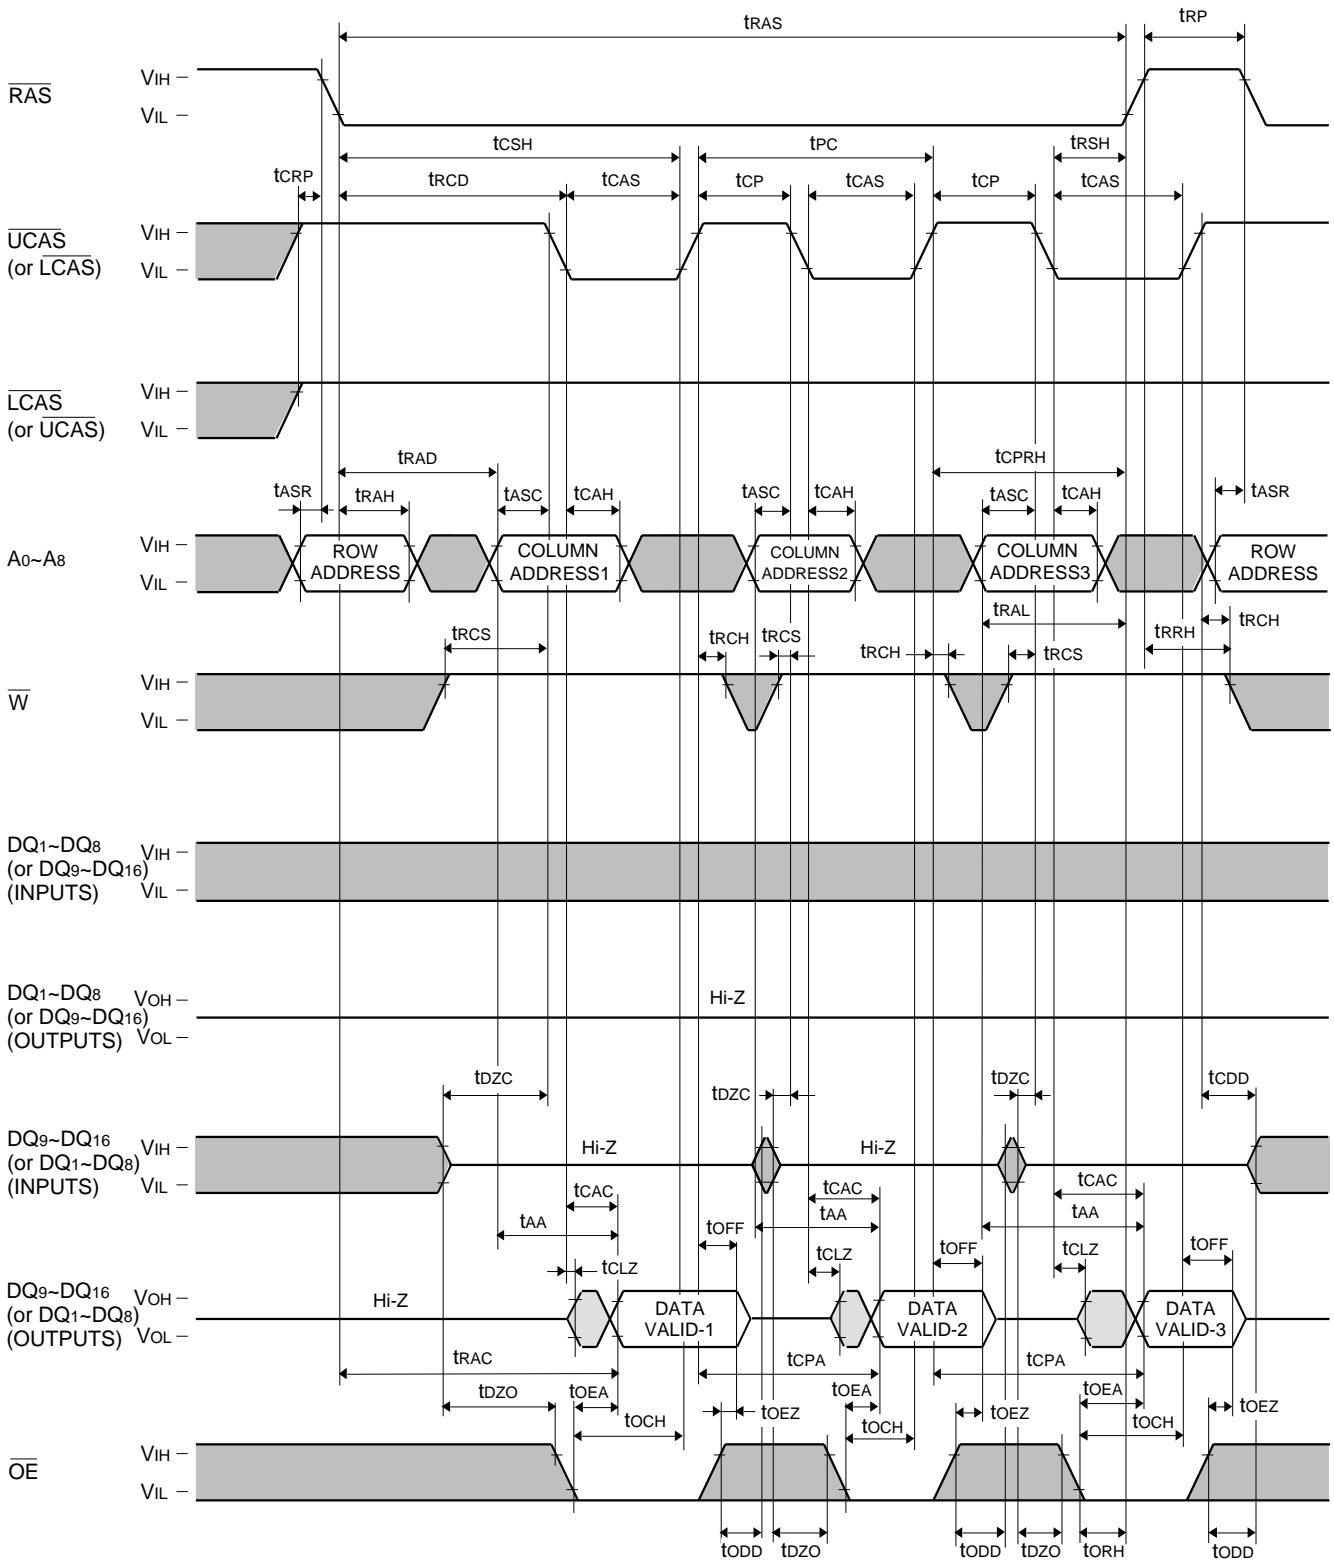 tRAS tRP
RAS VIH
VIL
tCSH tPC tRSH
tCRP tRCD tCAS tCP tCAS tCP tCAS
UCAS VIH
(or LCAS) VIL
LCAS VIH
(or UCAS) VIL
tRAD tCPRH
tASR tRAH tASC tCAH tASC tCAH tASC tCAH tASR
A0~A8 VIH
VIL
ROW ADDRESS
COLUMN ADDRESS1
COLUMN ADDRESS2
COLUMN ADDRESS3
ROW ADDRESS
tRAL
tRCS tRCH tRCS tRCH tRCS tRRH tRCH
W VIH
VIL
DQ1~DQ8
(or DQ9~DQ16)
(INPUTS)
VIH
VIL
DQ1~DQ8
(or DQ9~DQ16)
(OUTPUTS)
VOH
VOL
Hi-Z
tDZC tDZC tDZC tCDD
DQ9~DQ16
(or DQ1~DQ8)
(INPUTS)
VIH
VIL
Hi-Z Hi-Z
tCAC tCAC tCAC
tAA tOFF tAA tOFF tAA tOFF
tCLZ tCLZ tCLZ
DQ9~DQ16
(or DQ1~DQ8)
(OUTPUTS)
VOH
VOL
Hi-Z
DATA VALID-1
DATA VALID-2
DATA VALID-3
tRAC tCPA tCPA
tDZO tOEA tOCH tOEZ tOEA tOCH tOEZ tOEA tOCH tOEZ
OE VIH
VIL
tODD tDZO tODD tDZO tORH tODD